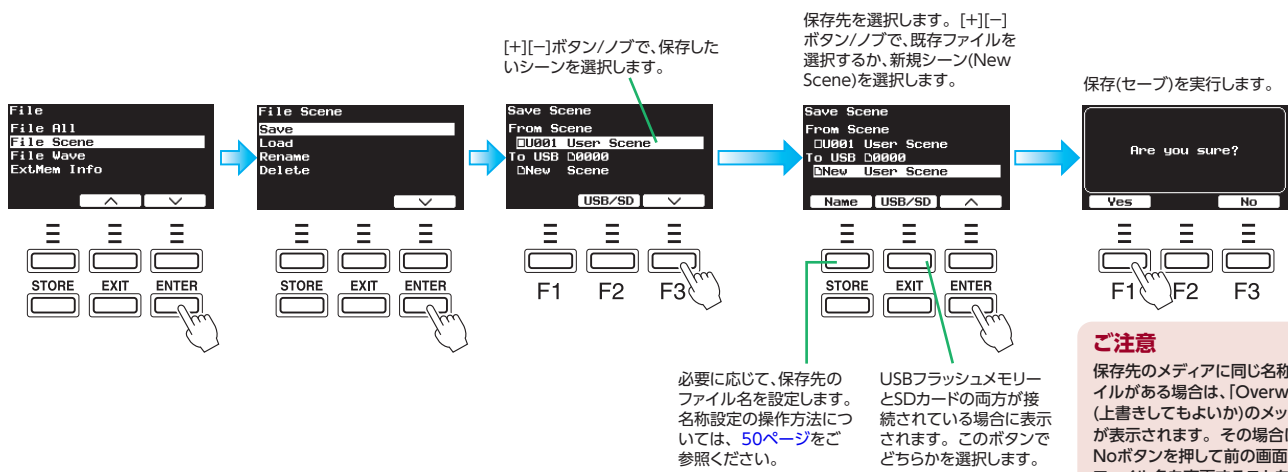 [+][−]ボタン/ノブで、保存した
いシーンを選択します。
保存先を選択します。[+][−]
ボタン/ノブで、既存ファイルを
選択するか、新規シーン(New
Scene)を選択します。
保存(セーブ)を実行します。
File
File All
File Scene
File Wave
ExtMem Info
STORE EXIT ENTER
File Scene
Save
Load
Rename
Delete
STORE EXIT ENTER
Save Scene
From Scene
U001 User Scene
To USB 0000
New Scene
USB/SD
F1 F2 F3
Save Scene
From Scene
U001 User Scene
To USB 0000
New User Scene
Name USB/SD
STORE EXIT ENTER
Are you sure?
Yes No
F1 F2 F3
必要に応じて、保存先の
ファイル名を設定します。
名称設定の操作方法につ
いては、50ページをご
参照ください。
USBフラッシュメモリー
とSDカードの両方が接
続されている場合に表示
されます。このボタンで
どちらかを選択します。
ご注意
保存先のメディアに同じ名称
イルがある場合は、「Overw
(上書きしてもよいか)のメッ
が表示されます。その場合
Noボタンを押して前の画面